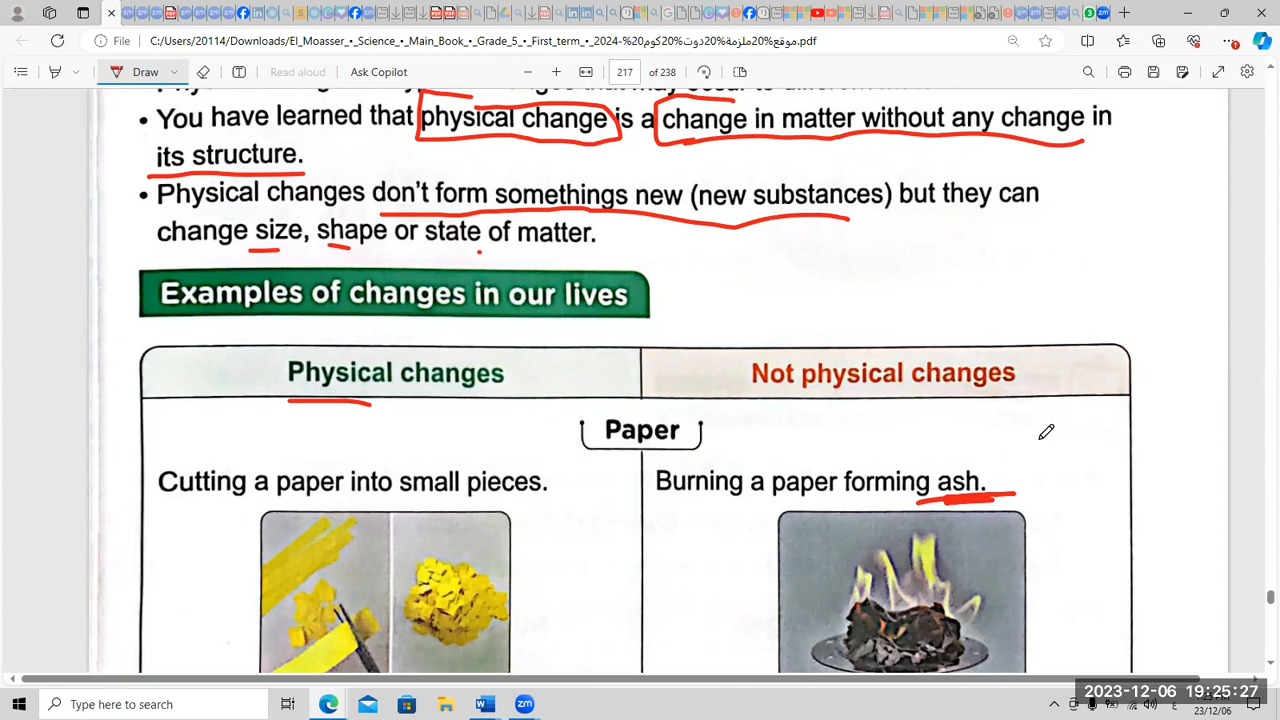 File
C:/Users/20114/Downloads/El_Moasser_-_Science_-_Main_Book_-_Grade_5_-_First_term_-_2024-%20موقع%20ملزمة%20دوت%20كوم.pdf
Draw
Read aloud
Ask Copilot
217 of 238
• You have learned that physical change is a change in matter without any change in
its structure.
• Physical changes don't form somethings new (new substances) but they can
change size, shape or state of matter.
Examples of changes in our lives
Physical changes
Not physical changes
Paper
Cutting a paper into small pieces.
Burning a paper forming ash.
Type here to search
2023-12-06 19:25:27
23/12/06